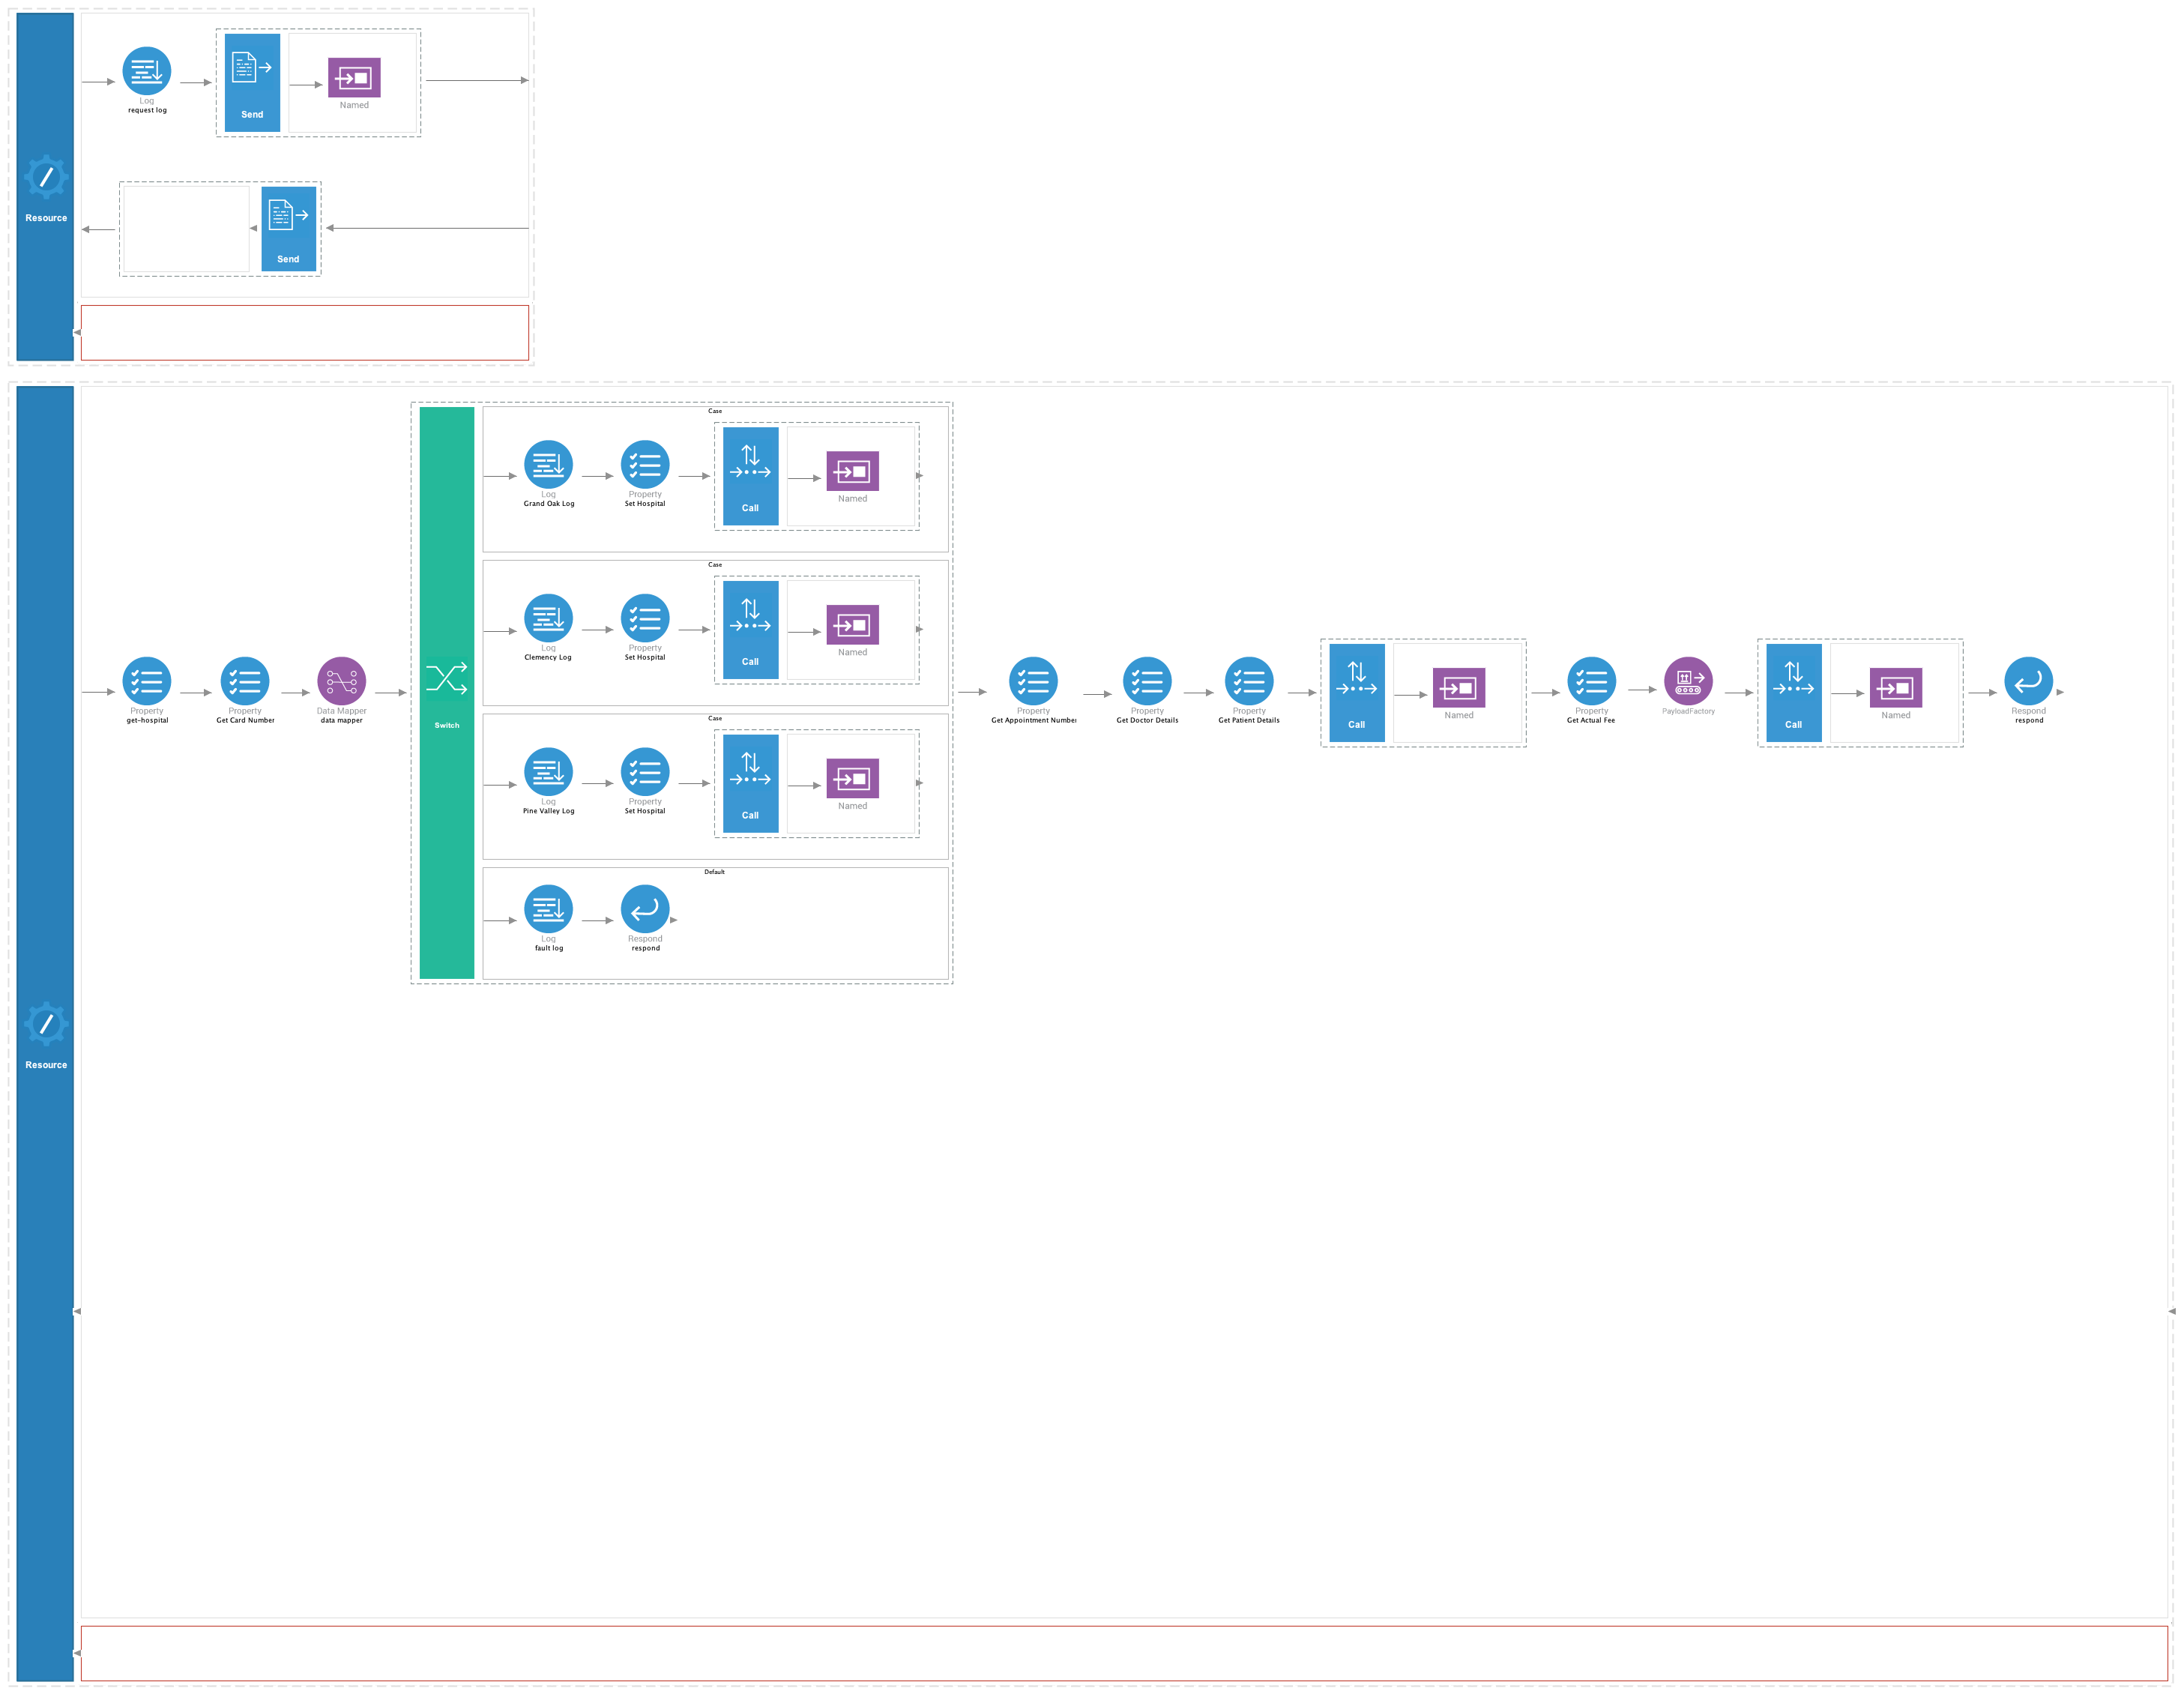 Resource
Log
request log
Send
Named
Send
Resource
Property
get-hospital
Property
Get Card Number
Data Mapper
data mapper
Switch
Case
Log
Grand Oak Log
Property
Set Hospital
Call
Named
Case
Log
Clemency Log
Property
Set Hospital
Call
Named
Case
Log
Pine Valley Log
Property
Set Hospital
Call
Named
Default
Log
fault log
Respond
respond
Property
Get Appointment Number
Property
Get Doctor Details
Property
Get Patient Details
Call
Named
Property
Get Actual Fee
PayloadFactory
Call
Named
Respond
respond